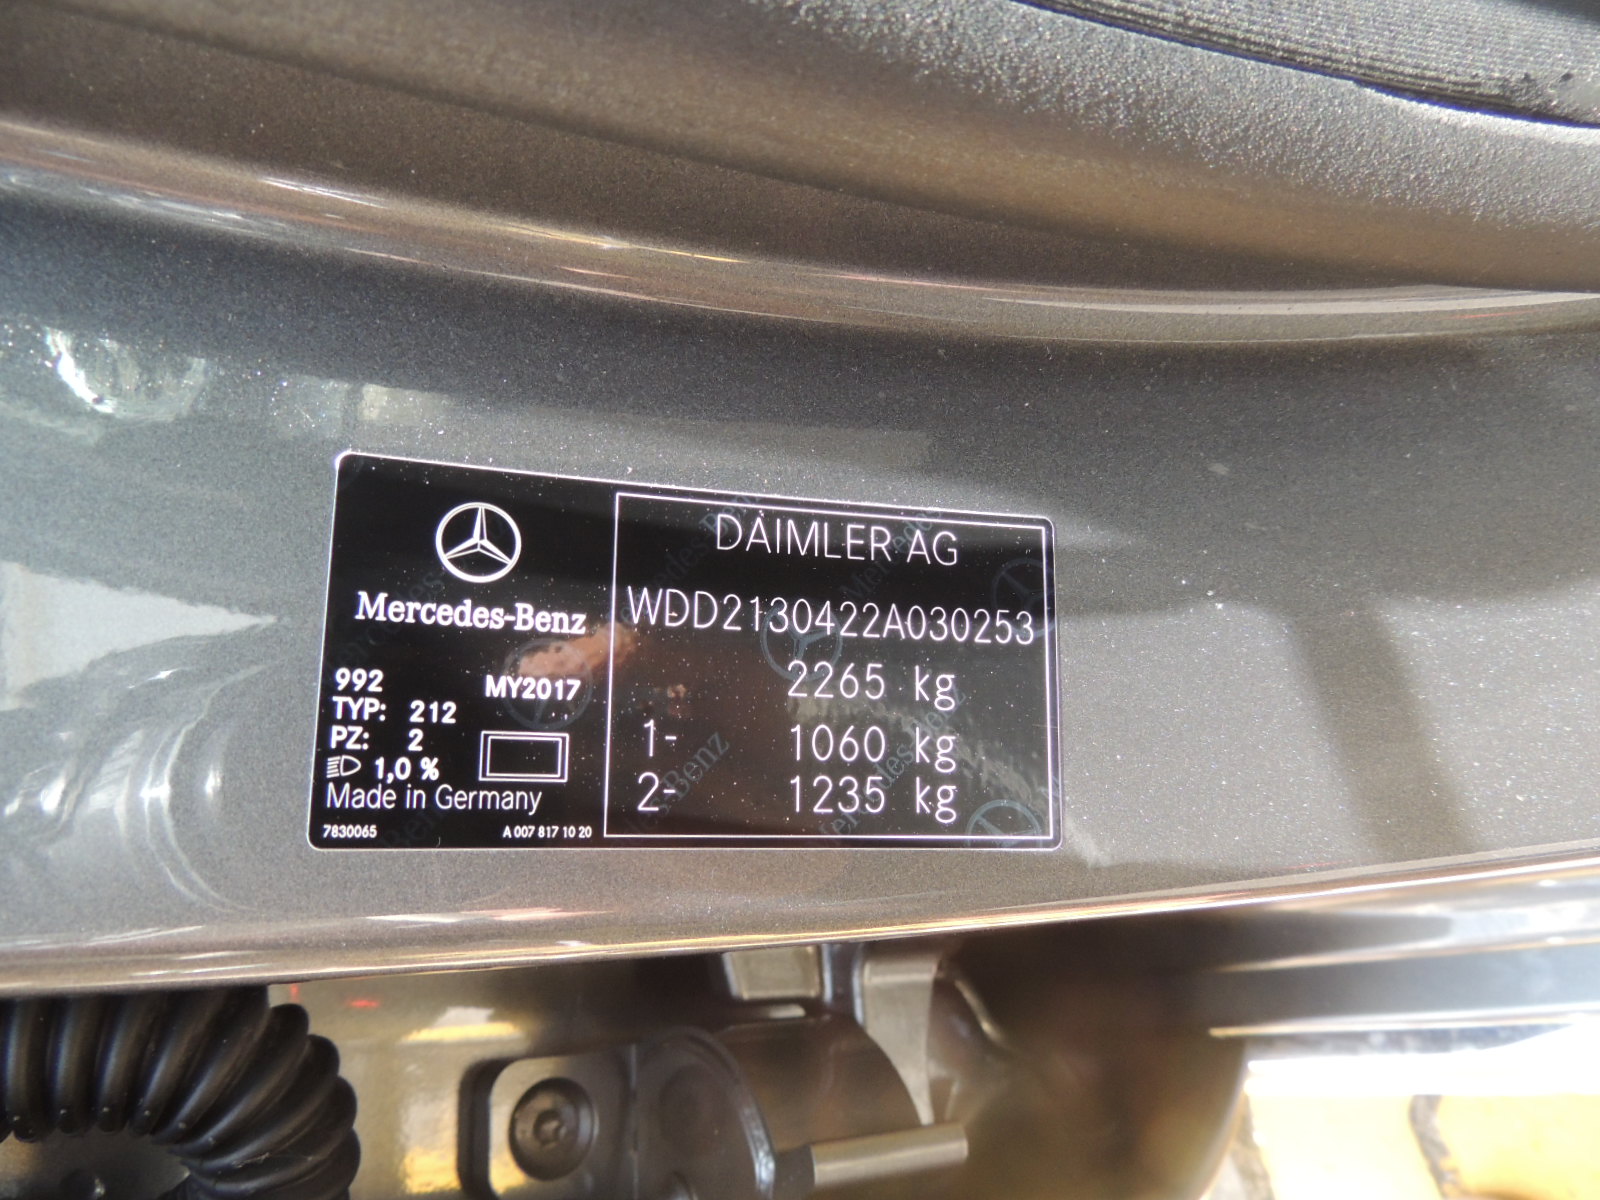 Mercedes-Benz
992 MY2017
TYP: 212
PZ: 2
1,0 %
Made in Germany
7830065 A 007 817 10 20
DAIMLER AG
WDD2130422A030253
2265 kg
1- 1060 kg
2- 1235 kg